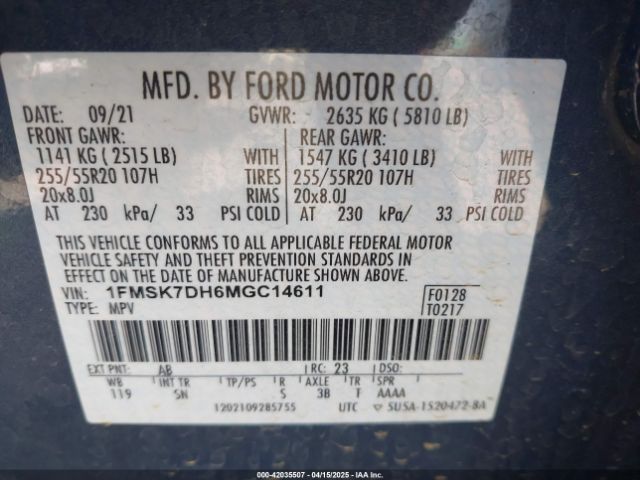 MFD. BY FORD MOTOR CO.
DATE: 09/21 GVWR: 2635 KG ( 5810 LB)
FRONT GAWR: REAR GAWR:
1141 KG ( 2515 LB) WITH 1547 KG ( 3410 LB) WITH
255/55R20 107H TIRES 255/55R20 107H TIRES
20x8.0J RIMS 20x8.0J RIMS
AT 230 kPa/ 33 PSI COLD AT 230 kPa/ 33 PSI COLD
THIS VEHICLE CONFORMS TO ALL APPLICABLE FEDERAL MOTOR
VEHICLE SAFETY AND THEFT PREVENTION STANDARDS IN
EFFECT ON THE DATE OF MANUFACTURE SHOWN ABOVE.
VIN: 1FMSK7DH6MGC14611 F0128
TYPE: MPV T0217
EXT PNT: AB RC: 23 DSO:
WB INT TR TP/PS R AXLE TR SPR
119 SN S 3B F AAAA
1202109285755 UTC SUSA-1520472-BA
000-42035507 04/15/2025 IAAI.COM